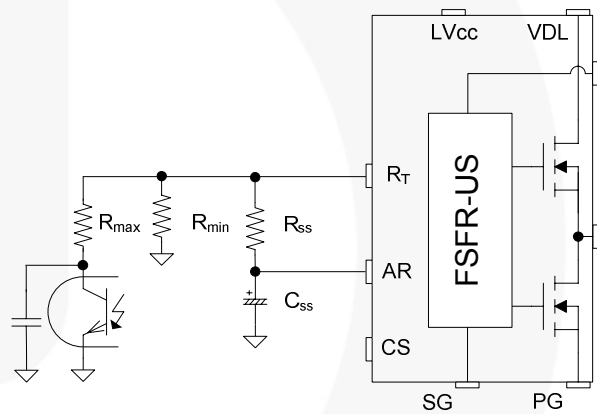 LVcc VDL
RT
Rmax Rmin Rss
FSFR-US
AR
+
Css
CS
SG PG